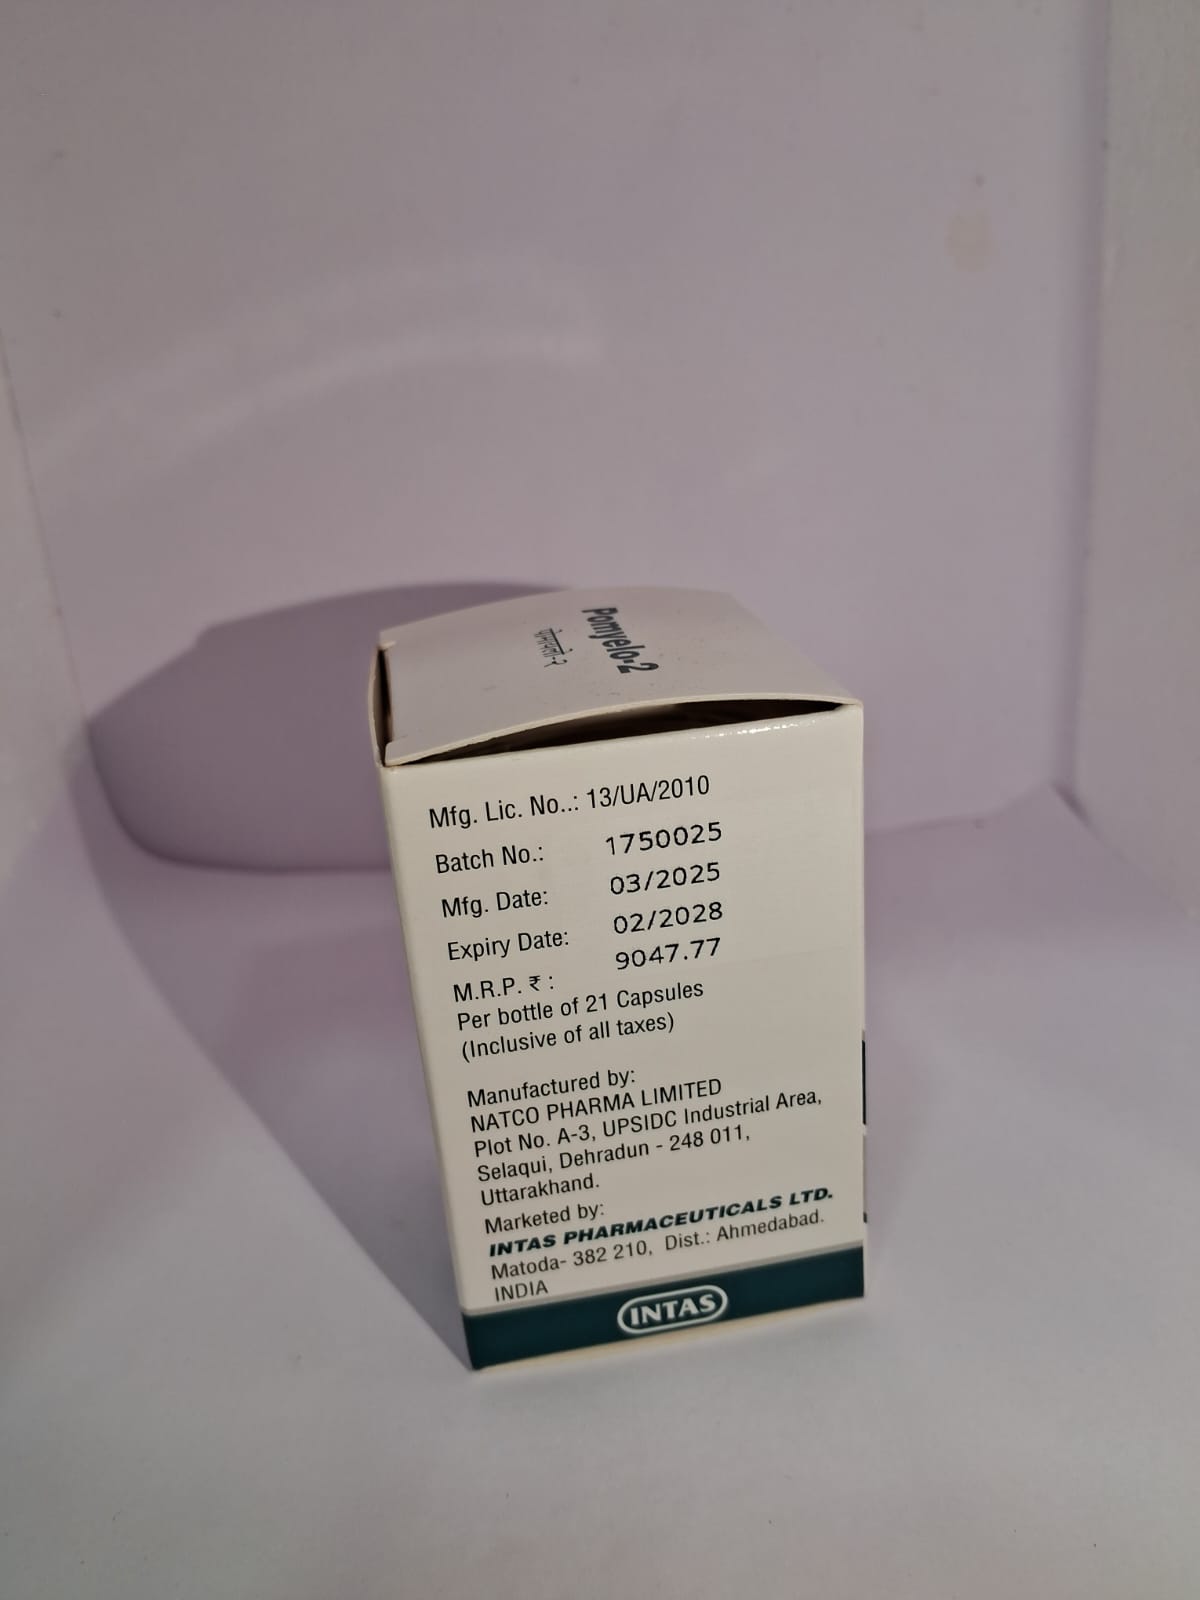 Pomyelo-2
पोमायलो-२
Mfg. Lic. No..: 13/UA/2010
Batch No.: 1750025
Mfg. Date: 03/2025
Expiry Date: 02/2028
M.R.P. ₹ : 9047.77
Per bottle of 21 Capsules
(Inclusive of all taxes)
Manufactured by:
NATCO PHARMA LIMITED
Plot No. A-3, UPSIDC Industrial Area,
Selaqui, Dehradun - 248 011,
Uttarakhand.
Marketed by:
INTAS PHARMACEUTICALS LTD.
Matoda- 382 210, Dist.: Ahmedabad.
INDIA
INTAS